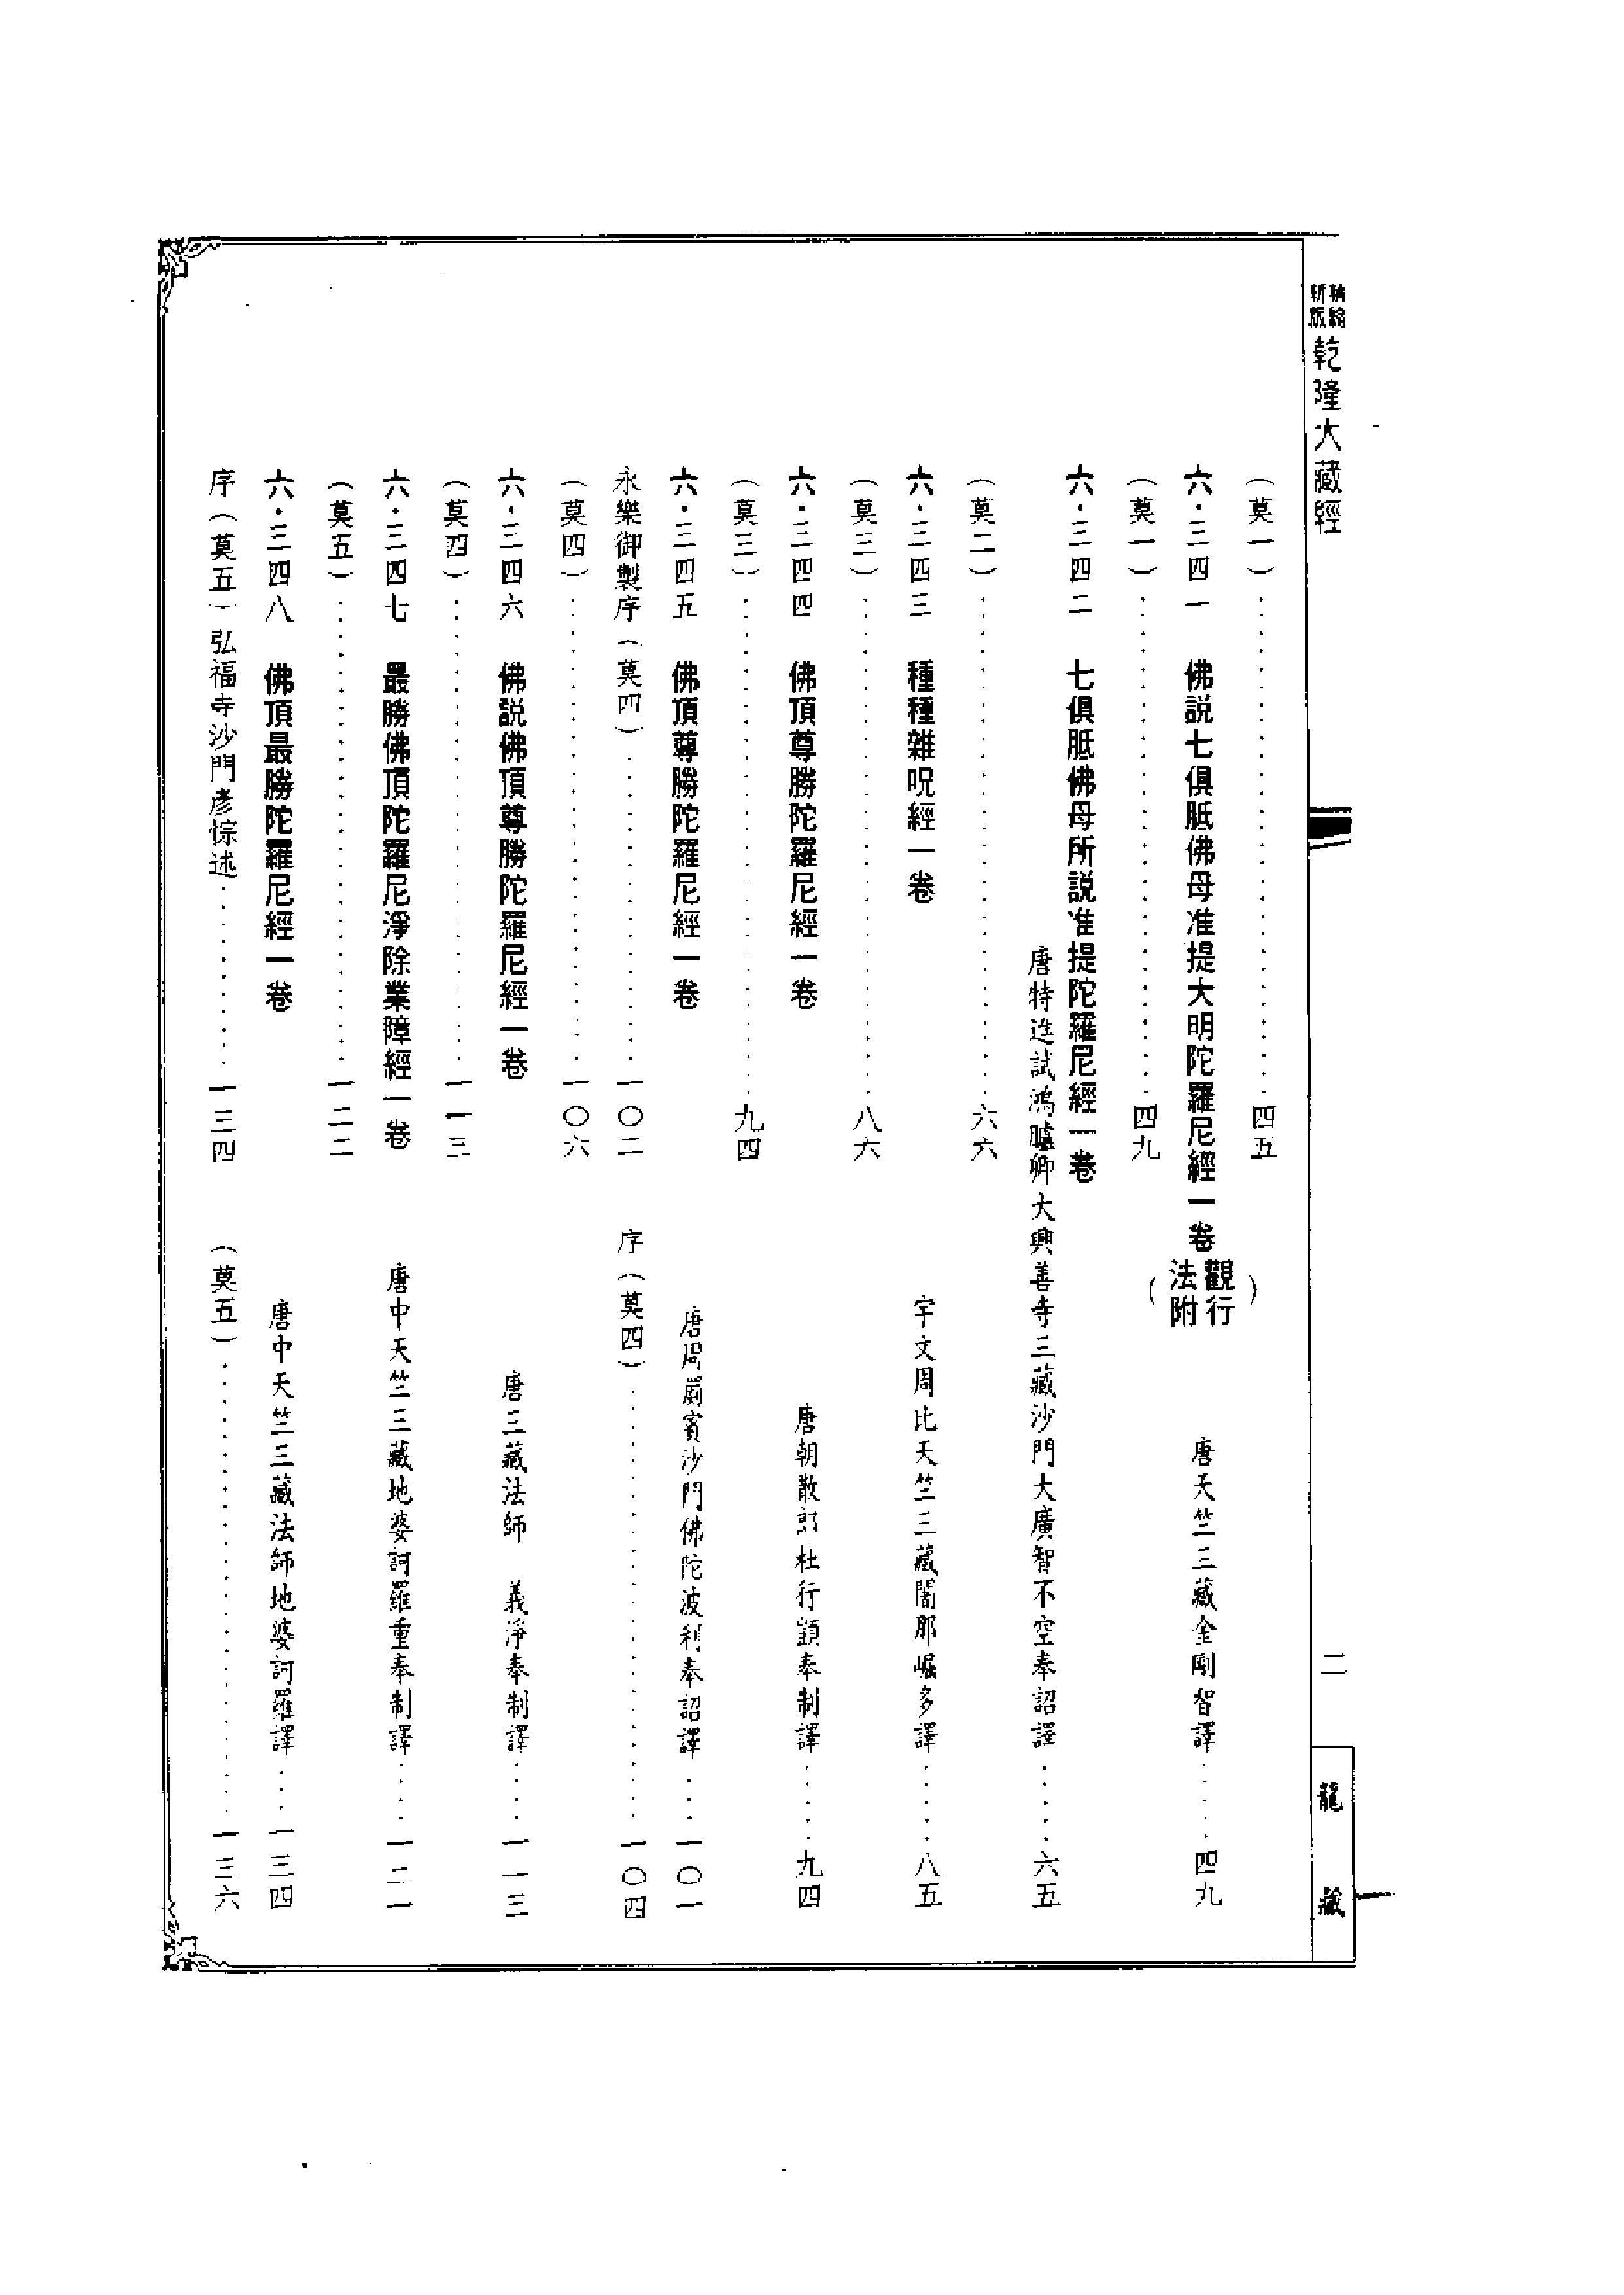 新版
乾隆大藏經
二
龍藏
（莫一）…………四五
六·三四一　佛説七俱胝佛母准提大明陀羅尼經一卷（觀行法附）　唐天竺三藏金剛智譯……四九
（莫一）…………四九
六·三四二　七俱胝佛母所説准提陀羅尼經一卷
唐特進試鴻臚卿大興善寺三藏沙門大廣智不空奉詔譯……六五
（莫二）…………六六
六·三四三　種種雜呪經一卷　宇文周比天竺三藏闍那崛多譯……八五
（莫三）…………八六
六·三四四　佛頂尊勝陀羅尼經一卷　唐朝散郎杜行顗奉制譯……九四
（莫三）…………九四
六·三四五　佛頂尊勝陀羅尼經一卷　唐罽賓沙門佛陀波利奉詔譯……一〇一
永樂御製序（莫四）…………一〇二　序（莫四）…………一〇四
（莫四）…………一〇六
六·三四六　佛説佛頂尊勝陀羅尼經一卷　唐三藏法師　義淨奉制譯……一一三
（莫四）…………一一三
六·三四七　最勝佛頂陀羅尼淨除業障經一卷　唐中天竺三藏地婆訶羅重奉制譯……一二一
（莫五）…………一二二
六·三四八　佛頂最勝陀羅尼經一卷　唐中天竺三藏法師地婆訶羅譯……一三四
序（莫五）弘福寺沙門彥悰述…………一三四　（莫五）…………一三六